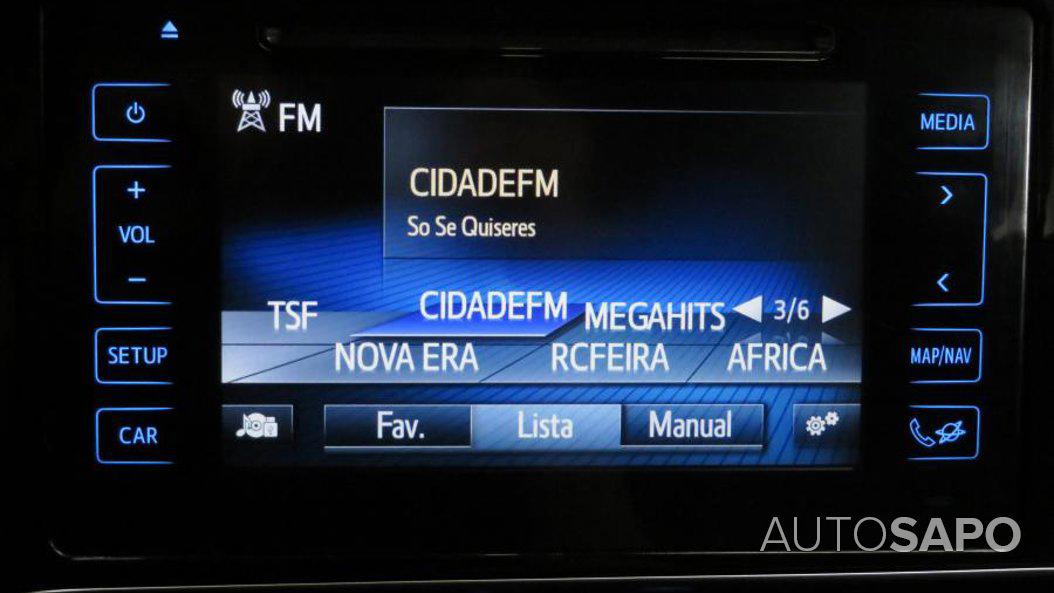 FM
MEDIA
CIDADEFM
So Se Quiseres
+
VOL
−
TSF
CIDADEFM
MEGAHITS
3/6
NOVA ERA
RCFEIRA
AFRICA
SETUP
MAP/NAV
CAR
Fav.
Lista
Manual
AUTOSAPO